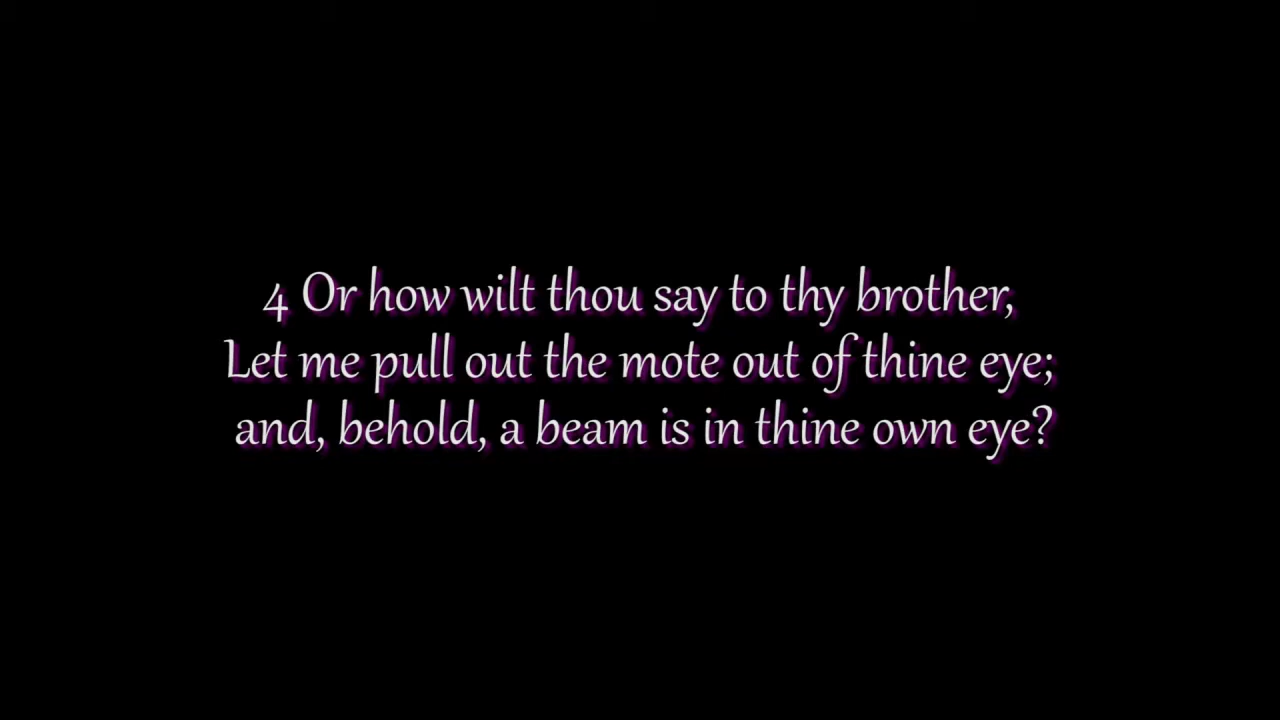 4 Or how wilt thou say to thy brother,
Let me pull out the mote out of thine eye;
and, behold, a beam is in thine own eye?